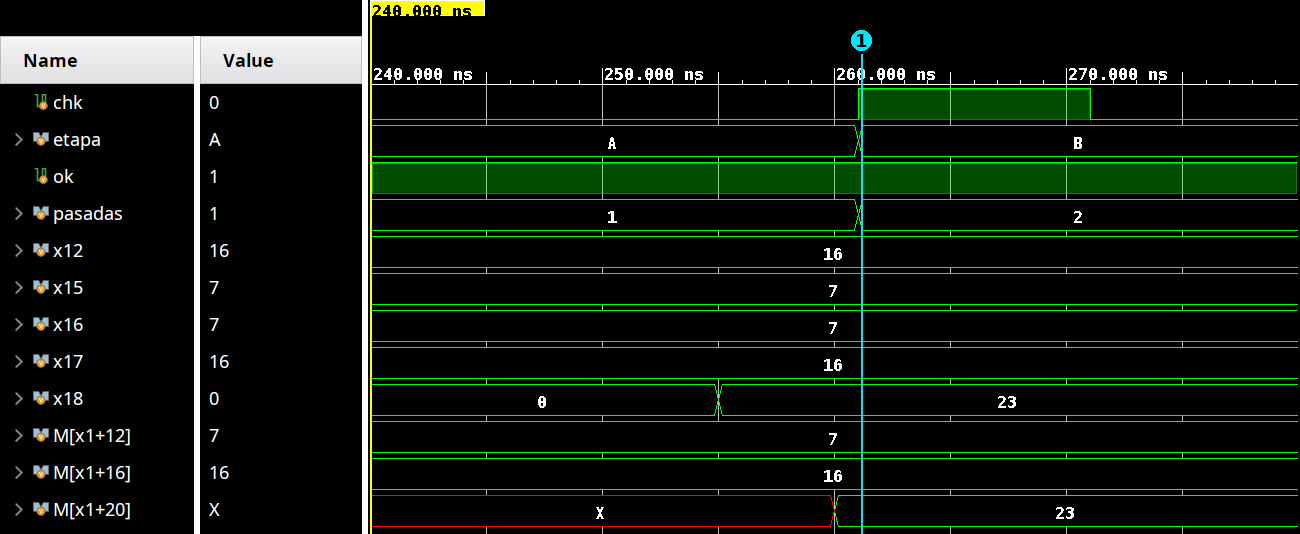 240.000 ns
1
Name Value
240.000 ns 250.000 ns 260.000 ns 270.000 ns
chk 0
etapa A A B
ok 1
pasadas 1 1 2
x12 16 16
x15 7 7
x16 7 7
x17 16 16
x18 0 0 23
M[x1+12] 7 7
M[x1+16] 16 16
M[x1+20] X X 23